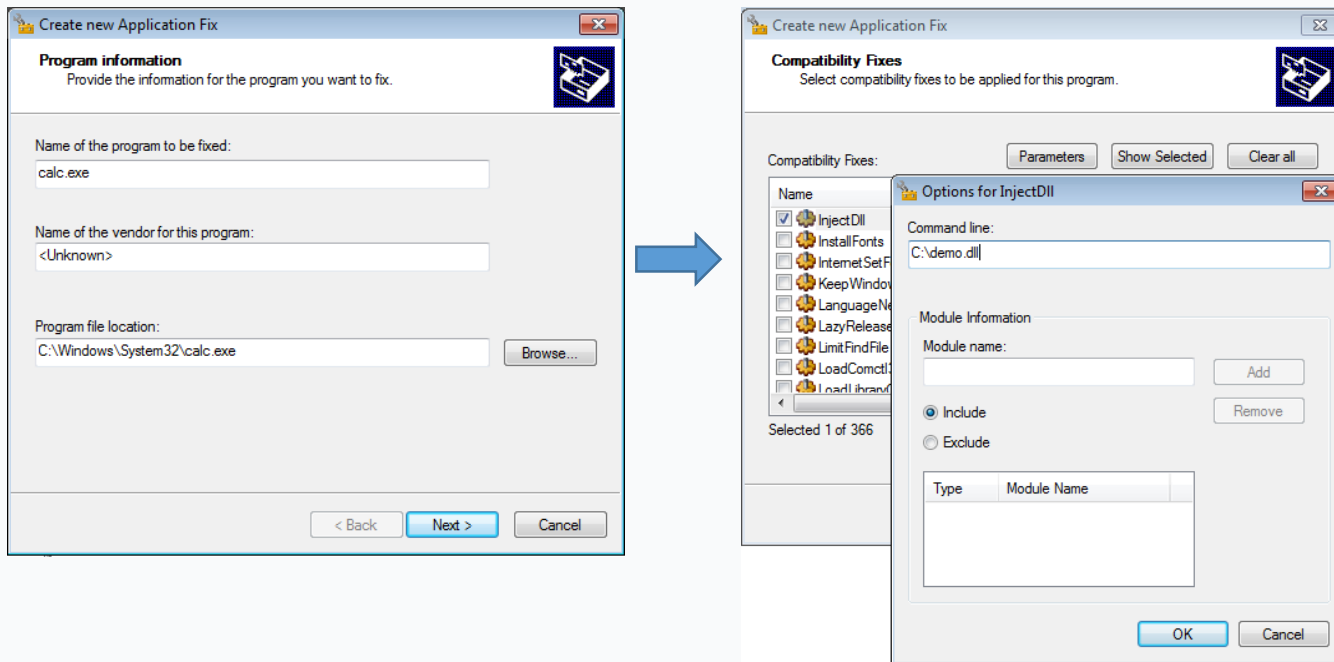 Create new Application Fix
Program information
Provide the information for the program you want to fix.
Name of the program to be fixed:
calc.exe
Name of the vendor for this program:
<Unknown>
Program file location:
C:\Windows\System32\calc.exe
Browse...
< Back
Next >
Cancel
Create new Application Fix
Compatibility Fixes
Select compatibility fixes to be applied for this program.
Compatibility Fixes:
Parameters
Show Selected
Clear all
Name
InjectDll
InstallFonts
InternetSetF
KeepWindow
LanguageNe
LazyRelease
LimitFindFile
LoadComctl3
LoadLibraryC
Selected 1 of 366
Options for InjectDll
Command line:
C:\demo.dll
Module Information
Module name:
Add
Include
Remove
Exclude
Type Module Name
OK
Cancel